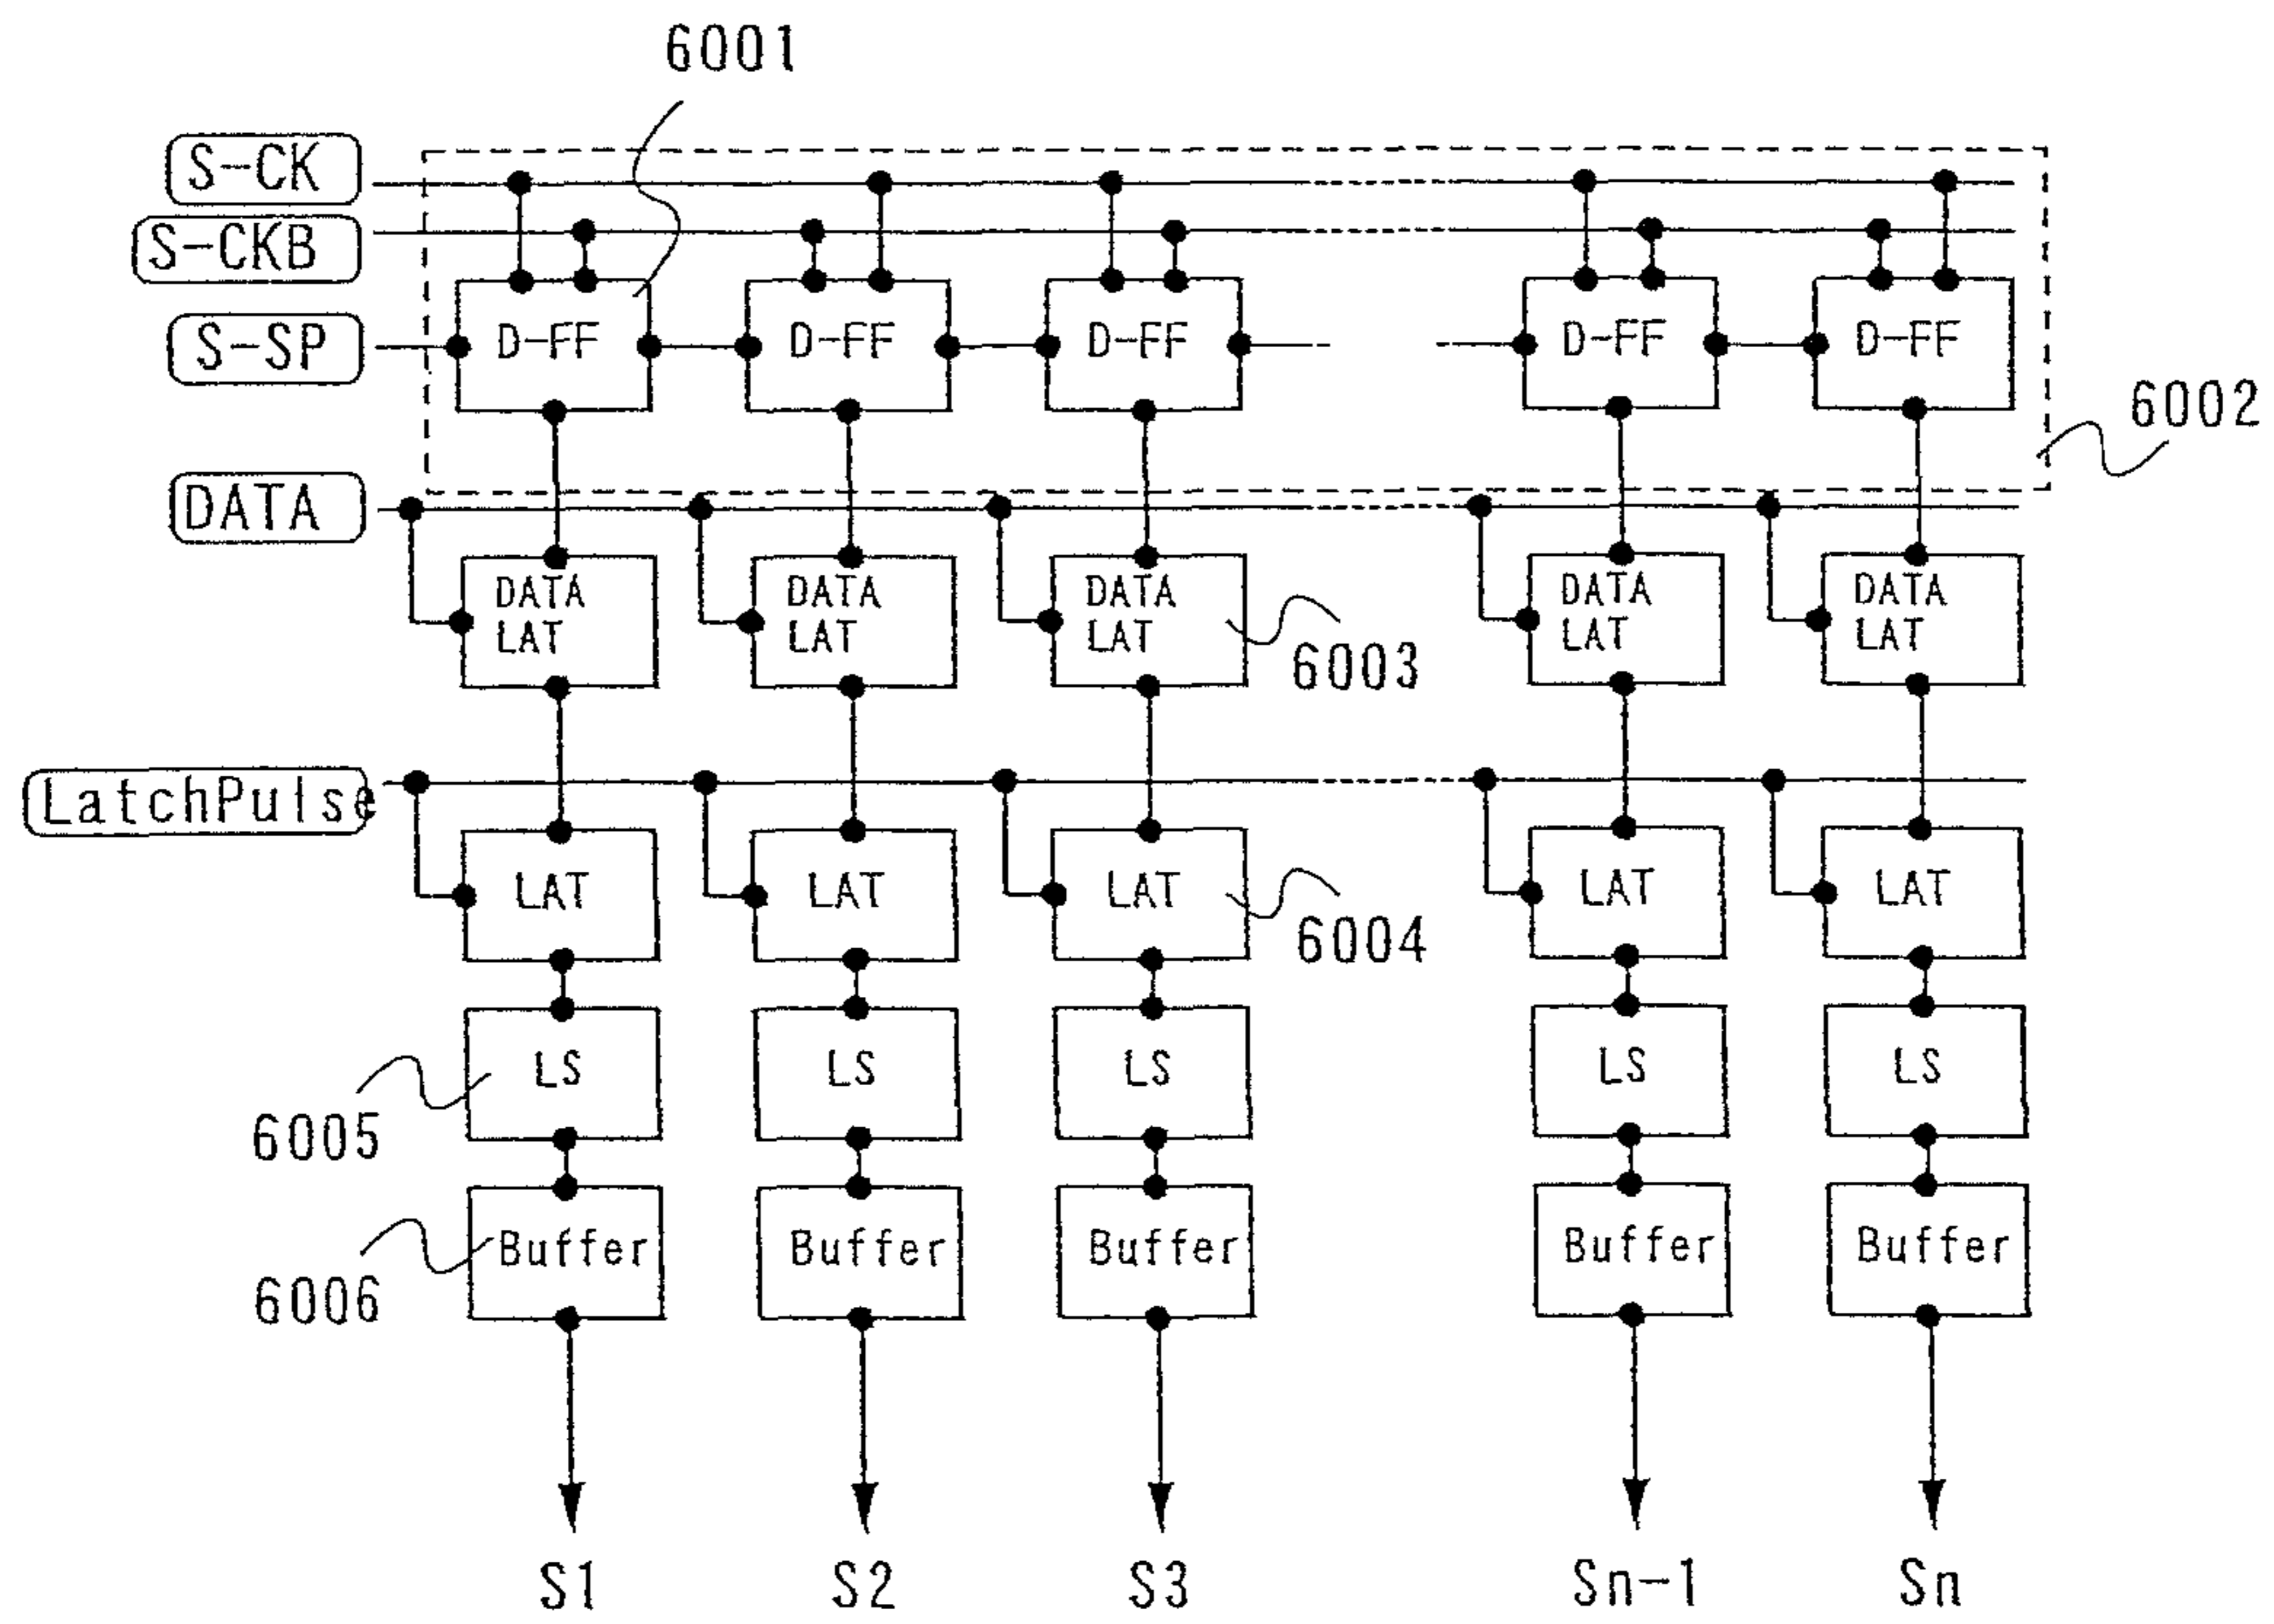 6001
S-CK
S-CKB
S-SP
D-FF D-FF D-FF D-FF D-FF
6002
DATA
DATA LAT DATA LAT DATA LAT DATA LAT DATA LAT
6003
LatchPulse
LAT LAT LAT LAT LAT
6004
LS LS LS LS LS
6005
Buffer Buffer Buffer Buffer Buffer
6006
S1 S2 S3 Sn-1 Sn